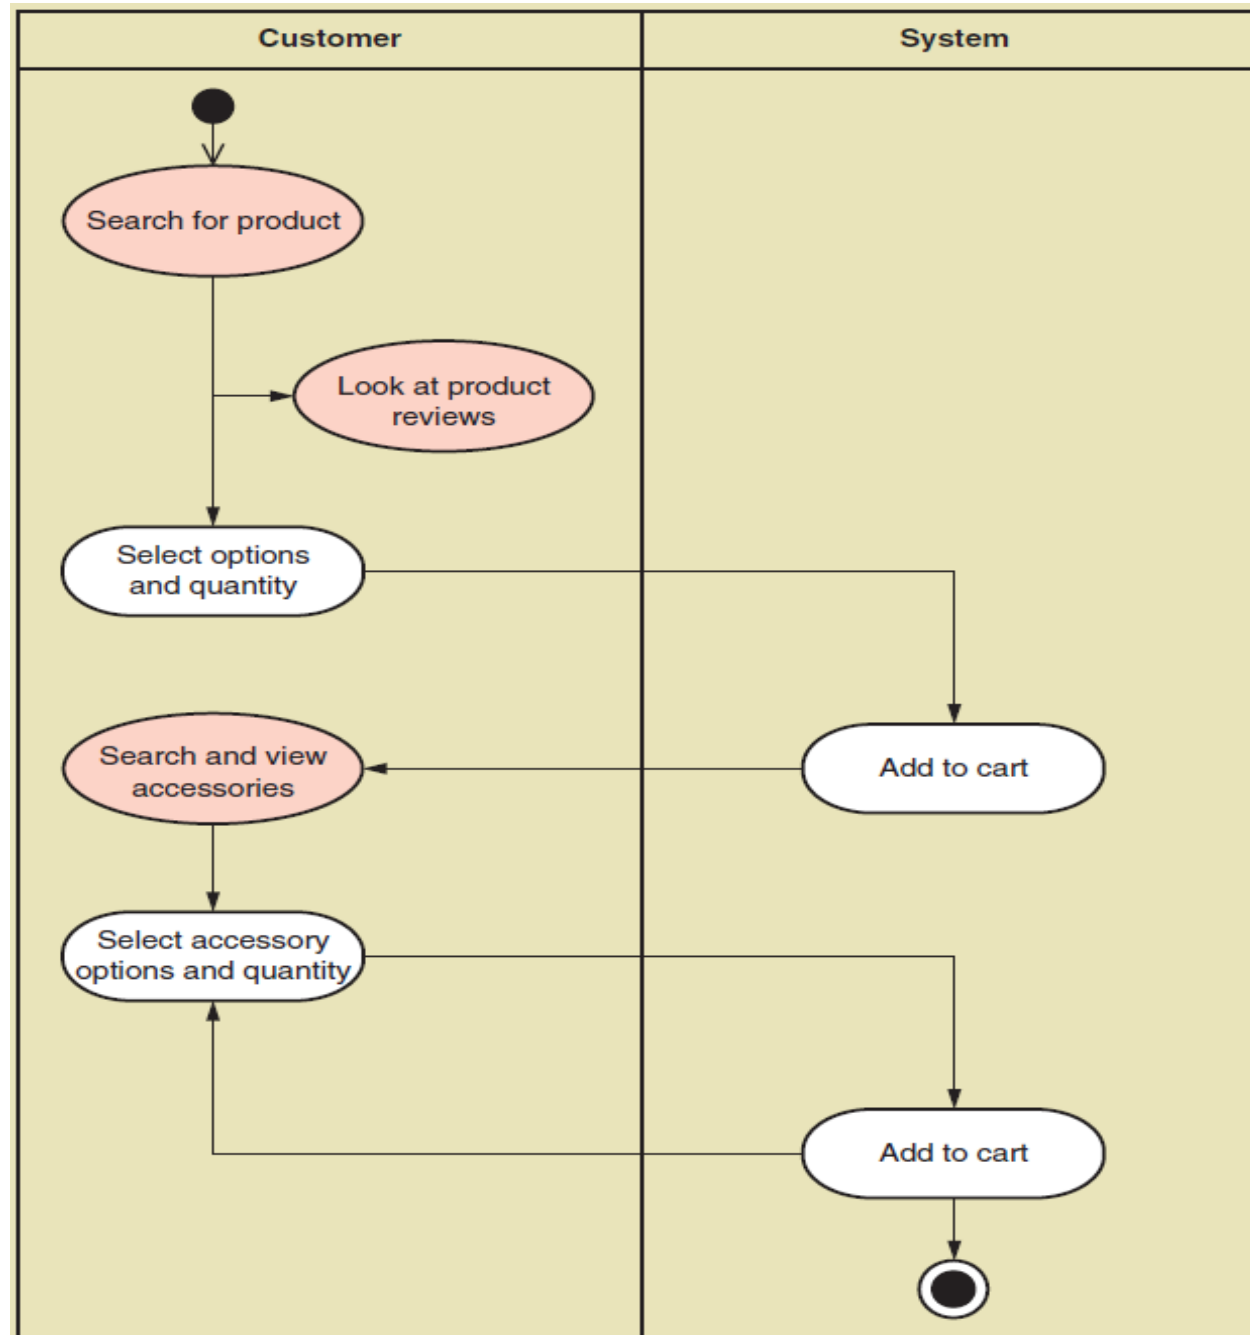 Customer
System
Search for product
Look at product
reviews
Select options
and quantity
Search and view
accessories
Add to cart
Select accessory
options and quantity
Add to cart